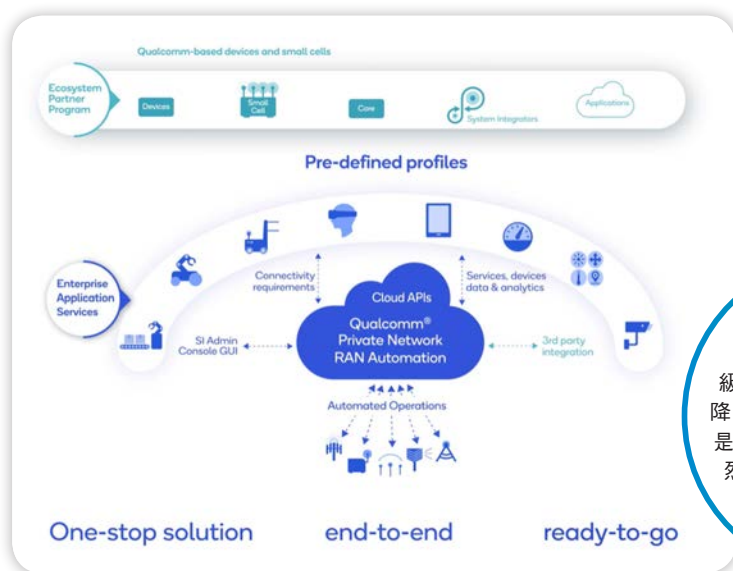 Qualcomm-based devices and small cells
Ecosystem
Partner
Program
Devices
Small
Cell
Core
System Integrators
Applications
Pre-defined profiles
Enterprise
Application
Services
Connectivity
requirements
Services, devices
data & analytics
Cloud APIs
Qualcomm®
Private Network
RAN Automation
SI Admin
Console GUI
3rd party
integration
Automated Operations
One-stop solution
end-to-end
ready-to-go
級
降
是